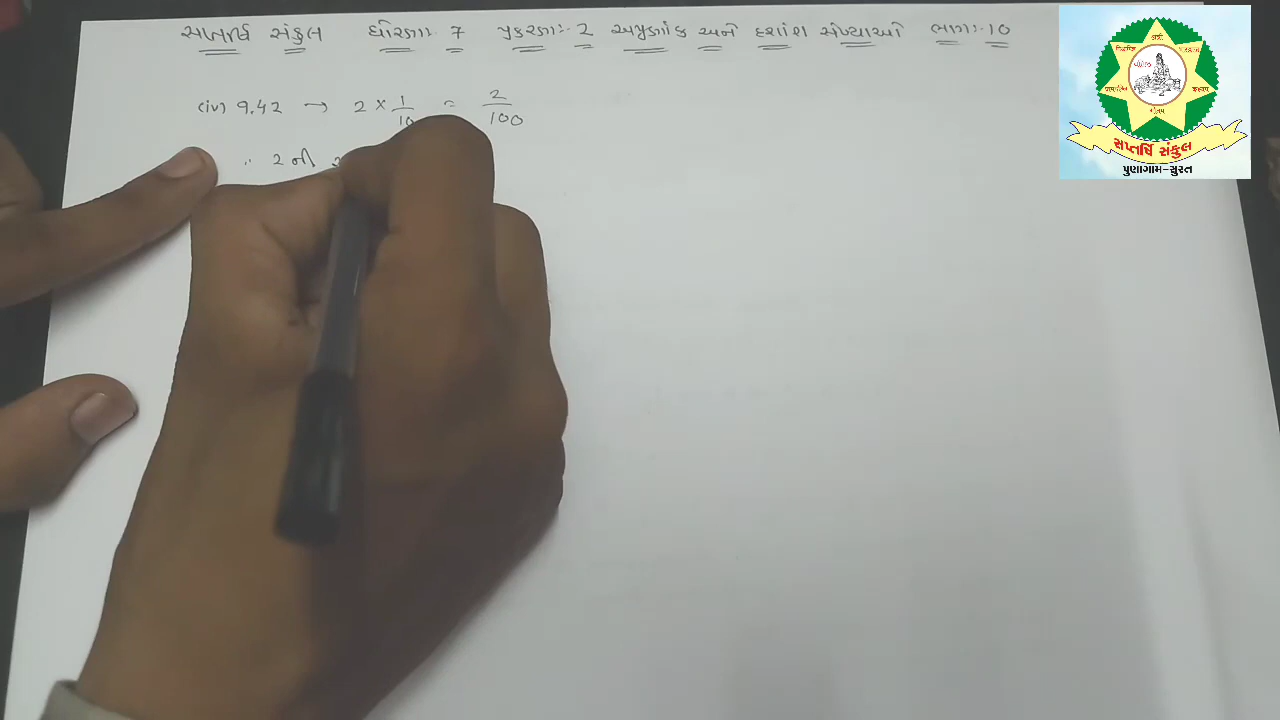 સપ્તર્ષિ સંકુલ ધોરણઃ 7 પ્રકરણઃ- 2 અપૂર્ણાંક અને દશાંશ સંખ્યાઓ ભાગઃ- 10
(iv) 9.42 → 2 × 1/10 = 2/100
∴ 2 ની
સપ્તર્ષિ સંકુલ
પુણાગામ-સુરત